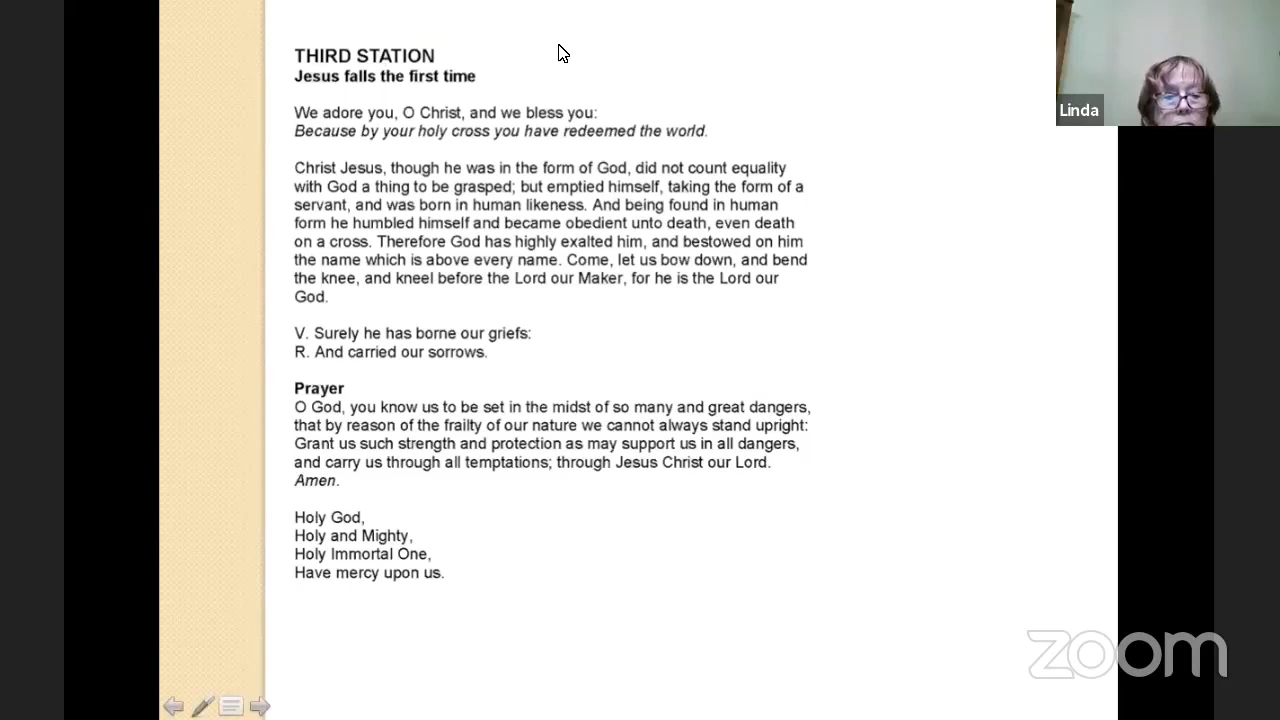 THIRD STATION
Jesus falls the first time
We adore you, O Christ, and we bless you:
Because by your holy cross you have redeemed the world.
Christ Jesus, though he was in the form of God, did not count equality
with God a thing to be grasped; but emptied himself, taking the form of a
servant, and was born in human likeness. And being found in human
form he humbled himself and became obedient unto death, even death
on a cross. Therefore God has highly exalted him, and bestowed on him
the name which is above every name. Come, let us bow down, and bend
the knee, and kneel before the Lord our Maker, for he is the Lord our
God.
V. Surely he has borne our griefs:
R. And carried our sorrows.
Prayer
O God, you know us to be set in the midst of so many and great dangers,
that by reason of the frailty of our nature we cannot always stand upright:
Grant us such strength and protection as may support us in all dangers,
and carry us through all temptations; through Jesus Christ our Lord.
Amen.
Holy God,
Holy and Mighty,
Holy Immortal One,
Have mercy upon us.
Linda
zoom